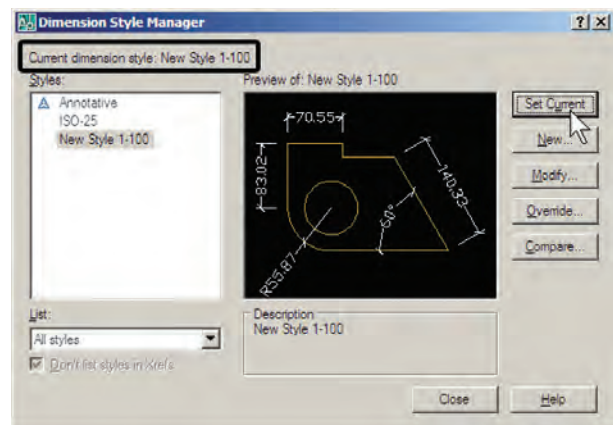 Dimension Style Manager
Current dimension style: New Style 1-100
Styles:
Annotative
ISO-25
New Style 1-100
Preview of: New Style 1-100
70.55
83.02
140.33
60°
R55.87
Set Current
New...
Modify...
Override...
Compare...
List:
All styles
Don't list styles in Xrefs
Description
New Style 1-100
Close
Help